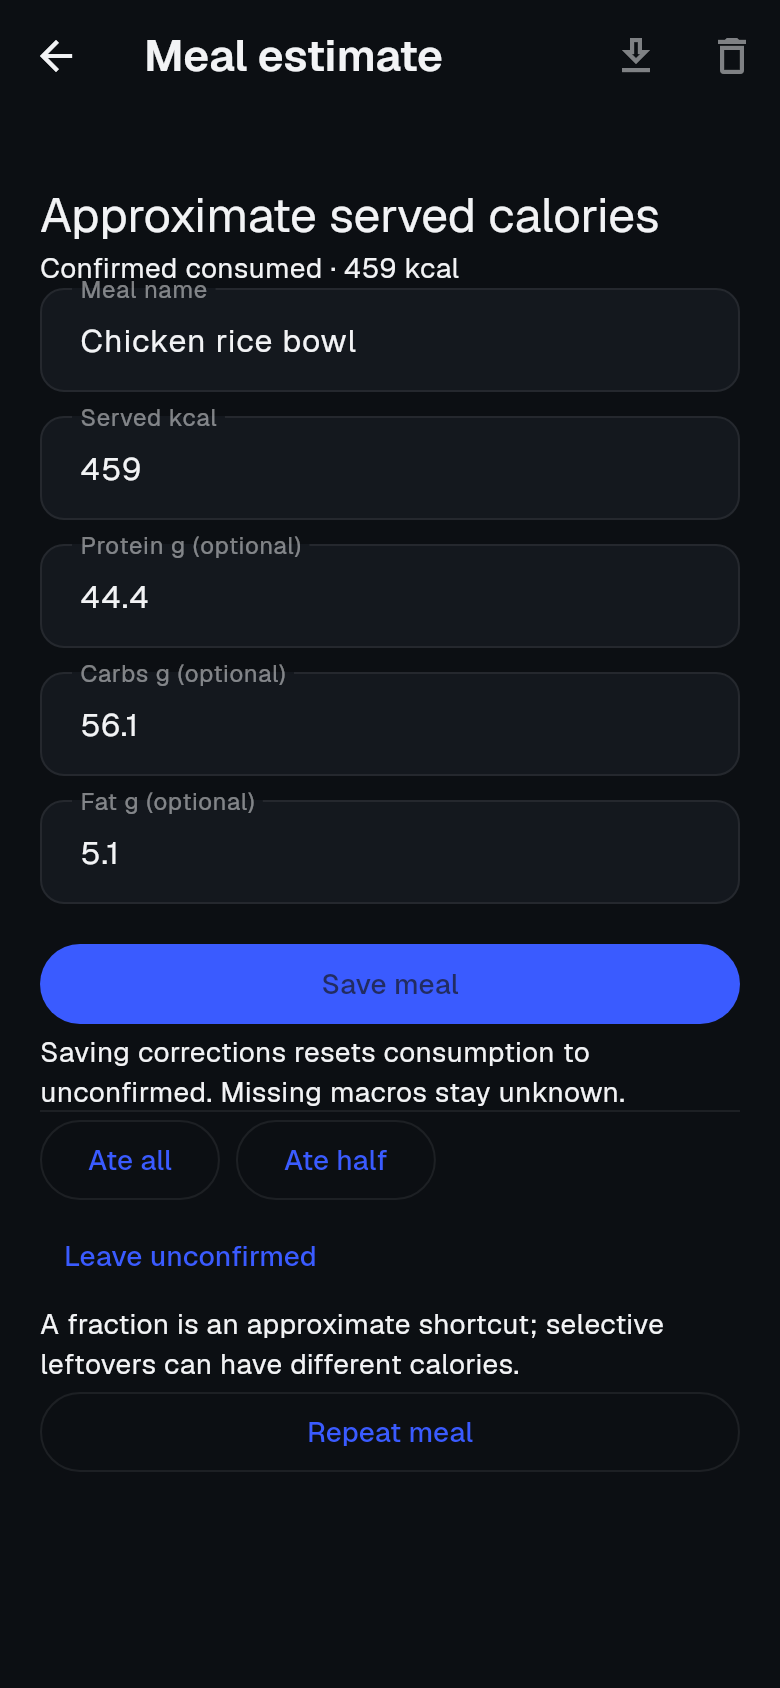 Meal estimate
Approximate served calories
Confirmed consumed · 459 kcal
Meal name
Chicken rice bowl
Served kcal
459
Protein g (optional)
44.4
Carbs g (optional)
56.1
Fat g (optional)
5.1
Save meal
Saving corrections resets consumption to
unconfirmed. Missing macros stay unknown.
Ate all
Ate half
Leave unconfirmed
A fraction is an approximate shortcut; selective
leftovers can have different calories.
Repeat meal